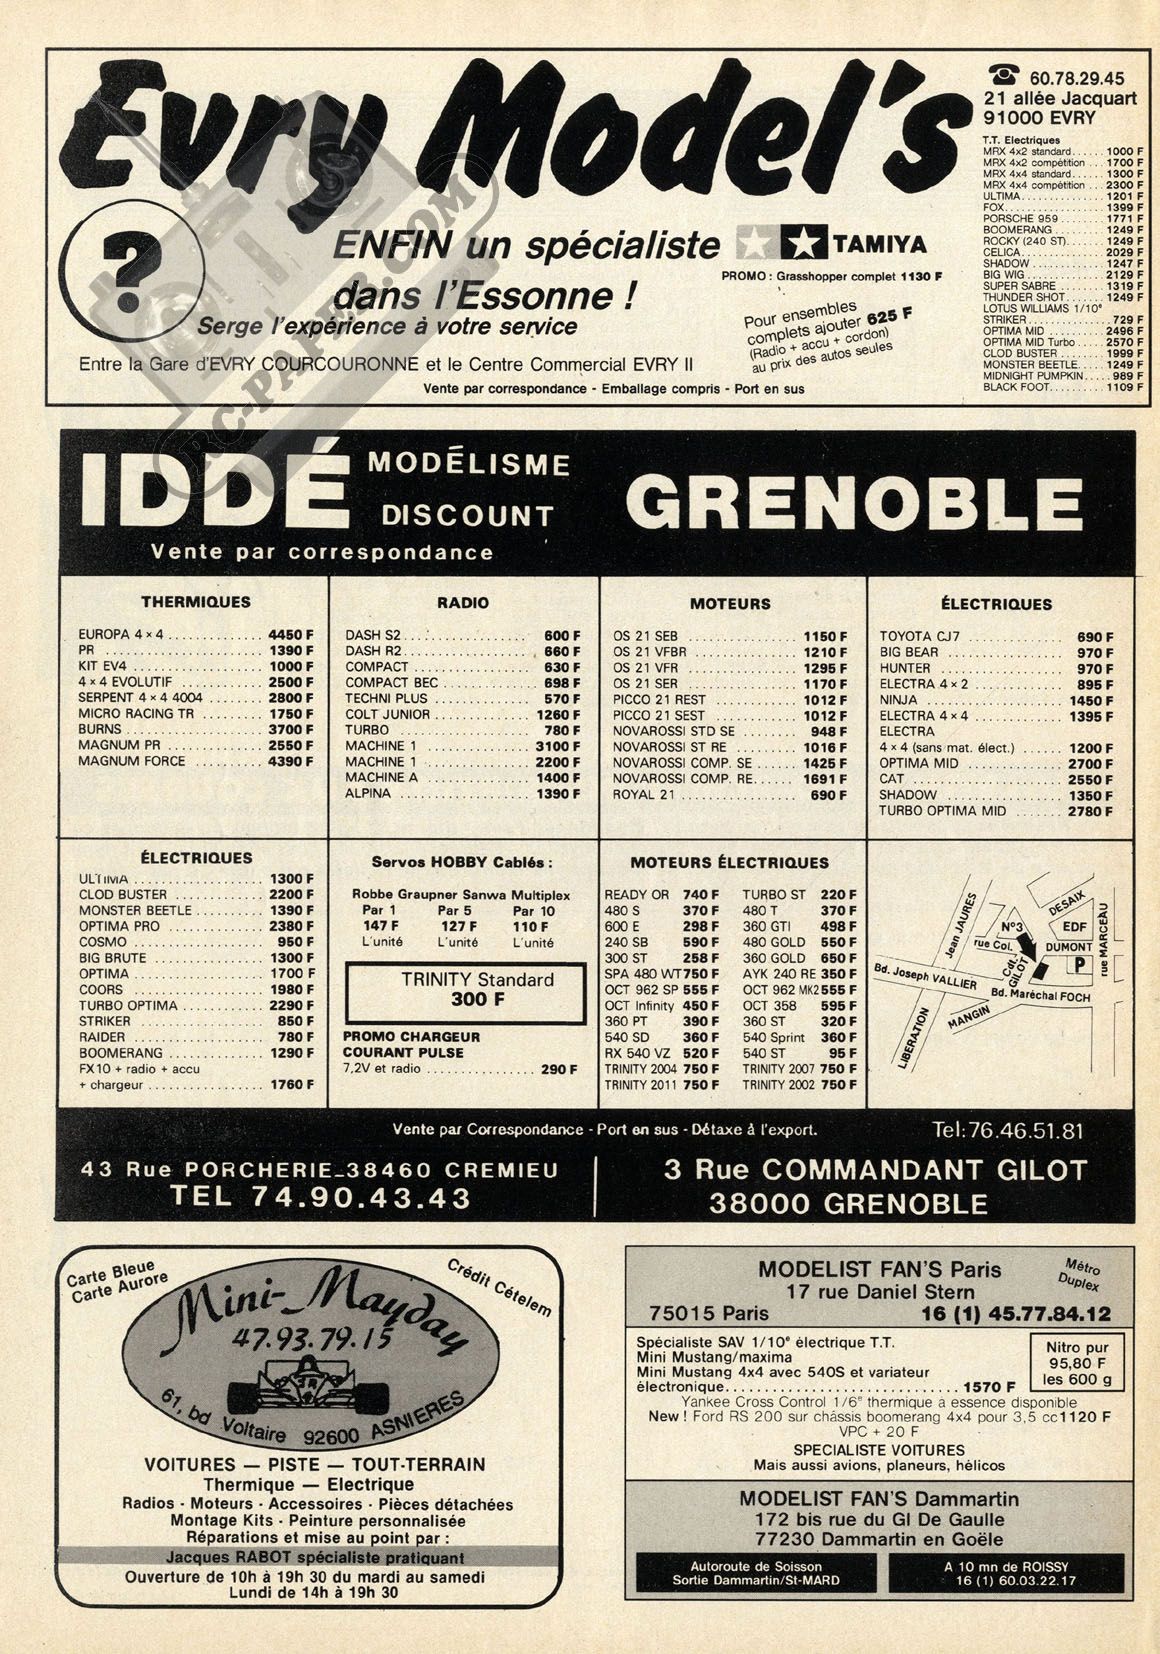 Evry Model's
☎ 60.78.29.45
21 allée Jacquart
91000 EVRY
?
ENFIN un spécialiste
dans l'Essonne !
TAMIYA
PROMO : Grasshopper complet 1130 F
Serge l'expérience à votre service
Pour ensembles
complets ajouter 625 F
(Radio + accu + cordon)
au prix des autos seules
Entre la Gare d'EVRY COURCOURONNE et le Centre Commercial EVRY II
Vente par correspondance - Emballage compris - Port en sus
T.T. Electriques
MRX 4x2 standard...... 1000 F
MRX 4x2 compétition ... 1700 F
MRX 4x4 standard...... 1300 F
MRX 4x4 compétition ... 2300 F
ULTIMA............... 1201 F
FOX.................. 1399 F
PORSCHE 959 ......... 1771 F
BOOMERANG ........... 1249 F
ROCKY (240 ST)....... 1249 F
CELICA............... 2029 F
SHADOW .............. 1247 F
BIG WIG .............. 2129 F
SUPER SABRE ......... 1319 F
THUNDER SHOT........ 1249 F
LOTUS WILLIAMS 1/10e
STRIKER............... 729 F
OPTIMA MID .......... 2496 F
OPTIMA MID Turbo ..... 2570 F
CLOD BUSTER ......... 1999 F
MONSTER BEETLE...... 1249 F
MIDNIGHT PUMPKIN..... 989 F
BLACK FOOT.......... 1109 F
RC-PAPER.COM
IDDÉ MODÉLISME
DISCOUNT
GRENOBLE
Vente par correspondance
THERMIQUES
EUROPA 4 × 4 ............. 4450 F
PR ....................... 1390 F
KIT EV4 .................. 1000 F
4 × 4 EVOLUTIF ........... 2500 F
SERPENT 4 × 4 4004 ....... 2800 F
MICRO RACING TR ......... 1750 F
BURNS ................... 3700 F
MAGNUM PR .............. 2550 F
MAGNUM FORCE .......... 4390 F
RADIO
DASH S2.................. 600 F
DASH R2.................. 660 F
COMPACT ................ 630 F
COMPACT BEC ............ 698 F
TECHNI PLUS ............. 570 F
COLT JUNIOR ............ 1260 F
TURBO ................... 780 F
MACHINE 1 .............. 3100 F
MACHINE 1 .............. 2200 F
MACHINE A .............. 1400 F
ALPINA .................. 1390 F
MOTEURS
OS 21 SEB ............... 1150 F
OS 21 VFBR .............. 1210 F
OS 21 VFR ............... 1295 F
OS 21 SER ............... 1170 F
PICCO 21 REST ........... 1012 F
PICCO 21 SEST ........... 1012 F
NOVAROSSI STD SE ........ 948 F
NOVAROSSI ST RE ........ 1016 F
NOVAROSSI COMP. SE ..... 1425 F
NOVAROSSI COMP. RE..... 1691 F
ROYAL 21 ................ 690 F
ÉLECTRIQUES
TOYOTA CJ7 .............. 690 F
BIG BEAR ................ 970 F
HUNTER ................. 970 F
ELECTRA 4 × 2 ........... 895 F
NINJA ................... 1450 F
ELECTRA 4 × 4 ........... 1395 F
ELECTRA
4 × 4 (sans mat. élect.) ...... 1200 F
OPTIMA MID ............. 2700 F
CAT ..................... 2550 F
SHADOW ................ 1350 F
TURBO OPTIMA MID ....... 2780 F
ÉLECTRIQUES
ULTIMA .................. 1300 F
CLOD BUSTER ............ 2200 F
MONSTER BEETLE ......... 1390 F
OPTIMA PRO ............. 2380 F
COSMO .................. 950 F
BIG BRUTE ............... 1300 F
OPTIMA ................. 1700 F
COORS .................. 1980 F
TURBO OPTIMA ........... 2290 F
STRIKER ................. 850 F
RAIDER .................. 780 F
BOOMERANG ............. 1290 F
FX10 + radio + accu
+ chargeur ................ 1760 F
Servos HOBBY Cablés :
Robbe Graupner Sanwa Multiplex
Par 1 Par 5 Par 10
147 F 127 F 110 F
L'unité L'unité L'unité
TRINITY Standard
300 F
PROMO CHARGEUR
COURANT PULSE
7,2V et radio ................ 290 F
MOTEURS ÉLECTRIQUES
READY OR 740 F TURBO ST 220 F
480 S 370 F 480 T 370 F
600 E 298 F 360 GTI 498 F
240 SB 590 F 480 GOLD 550 F
300 ST 258 F 360 GOLD 650 F
SPA 480 WT 750 F AYK 240 RE 350 F
OCT 962 SP 555 F OCT 962 MK2 555 F
OCT Infinity 450 F OCT 358 595 F
360 PT 390 F 360 ST 320 F
540 SD 360 F 540 Sprint 360 F
RX 540 VZ 520 F 540 ST 95 F
TRINITY 2004 750 F TRINITY 2007 750 F
TRINITY 2011 750 F TRINITY 2002 750 F
Jean JAURES
DESAIX
N°3
EDF
rue MARCEAU
rue Col.
DUMONT
Cdt. GILOT
P
Bd. Joseph VALLIER
Bd. Maréchal FOCH
MANGIN
LIBERATION
Vente par Correspondance - Port en sus - Détaxe à l'export.
Tel: 76.46.51.81
43 Rue PORCHERIE_38460 CREMIEU
TEL 74.90.43.43
3 Rue COMMANDANT GILOT
38000 GRENOBLE
Carte Bleue
Carte Aurore
Crédit Cételem
Mini-Mayday
47.93.79.15
61, bd Voltaire 92600 ASNIERES
VOITURES — PISTE — TOUT-TERRAIN
Thermique — Electrique
Radios - Moteurs - Accessoires - Pièces détachées
Montage Kits - Peinture personnalisée
Réparations et mise au point par :
Jacques RABOT spécialiste pratiquant
Ouverture de 10h à 19h 30 du mardi au samedi
Lundi de 14h à 19h 30
MODELIST FAN'S Paris
Métro
Duplex
17 rue Daniel Stern
75015 Paris 16 (1) 45.77.84.12
Spécialiste SAV 1/10e électrique T.T.
Mini Mustang/maxima
Mini Mustang 4x4 avec 540S et variateur
électronique............................ 1570 F
Nitro pur
95,80 F
les 600 g
Yankee Cross Control 1/6e thermique a essence disponible
New ! Ford RS 200 sur châssis boomerang 4x4 pour 3,5 cc 1120 F
VPC + 20 F
SPECIALISTE VOITURES
Mais aussi avions, planeurs, hélicos
MODELIST FAN'S Dammartin
172 bis rue du Gl De Gaulle
77230 Dammartin en Goële
Autoroute de Soisson
Sortie Dammartin/St-MARD
A 10 mn de ROISSY
16 (1) 60.03.22.17